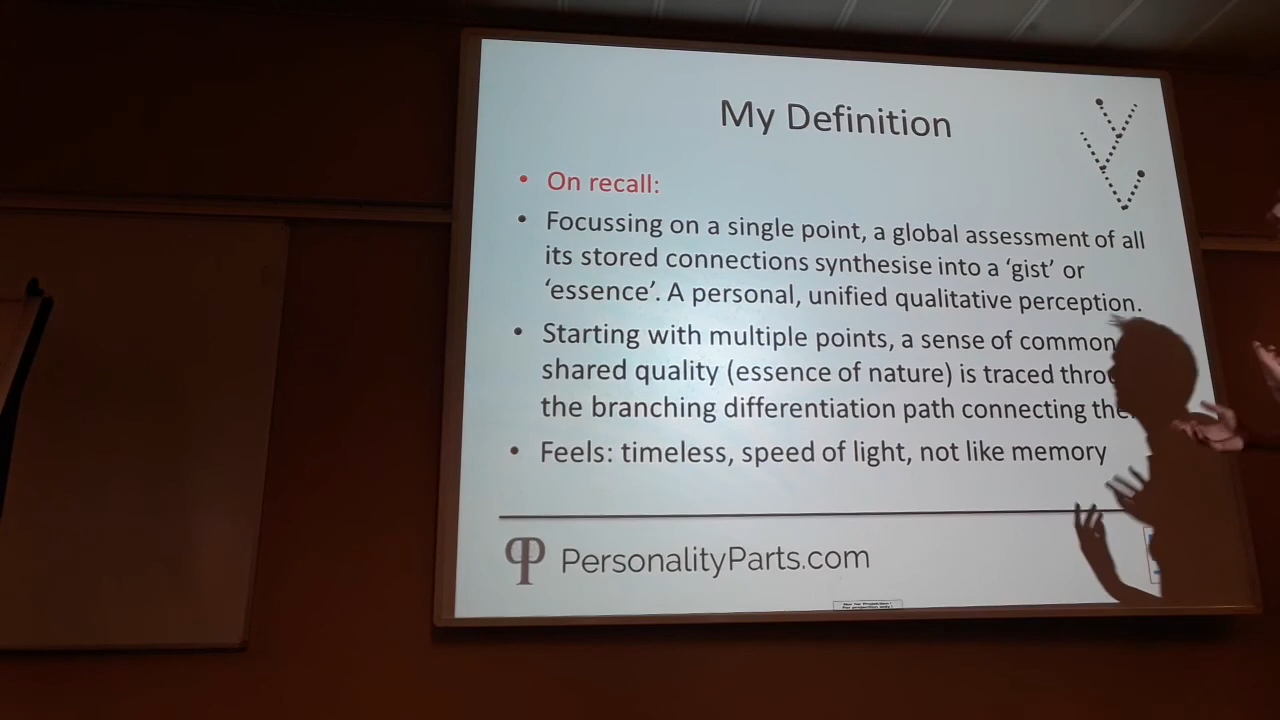 My Definition
• On recall:
• Focussing on a single point, a global assessment of all
its stored connections synthesise into a ‘gist’ or
‘essence’. A personal, unified qualitative perception.
• Starting with multiple points, a sense of common
shared quality (essence of nature) is traced
the branching differentiation path connecting
• Feels: timeless, speed of light, not like memory
PersonalityParts.com